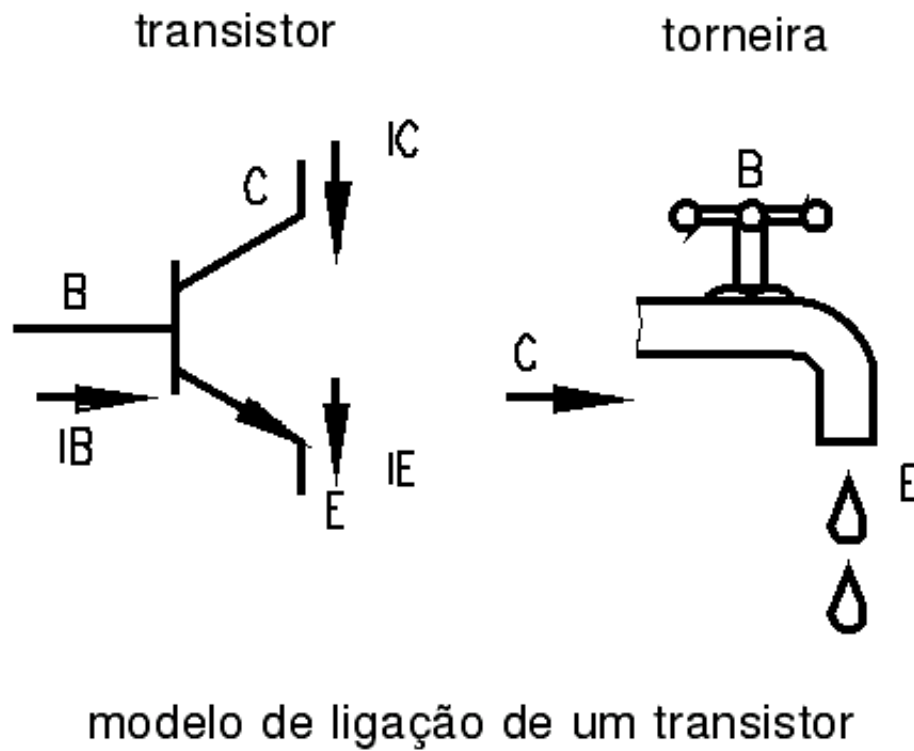 transistor
torneira
IC
C
B
IB
IE
E
B
C
E
modelo de ligação de um transistor